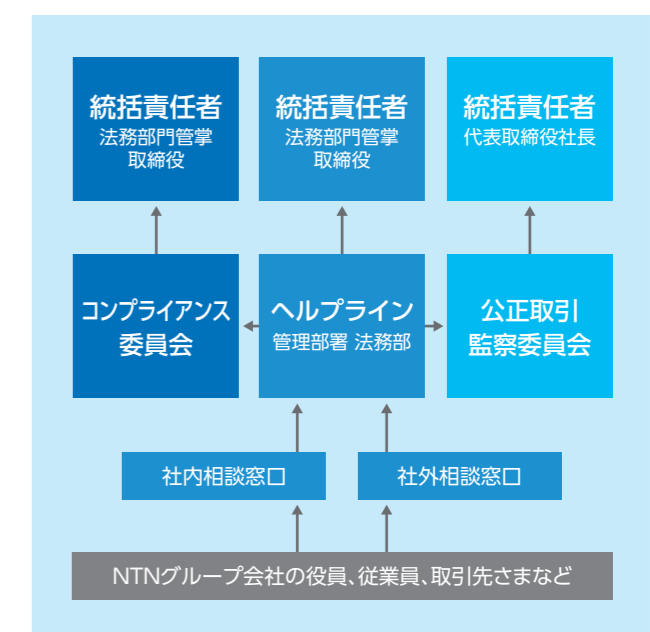 統括責任者
法務部門管掌
取締役
統括責任者
法務部門管掌
取締役
統括責任者
代表取締役社長
コンプライアンス
委員会
ヘルプライン
管理部署 法務部
公正取引
監察委員会
社内相談窓口
社外相談窓口
NTNグループ会社の役員、従業員、取引先さまなど